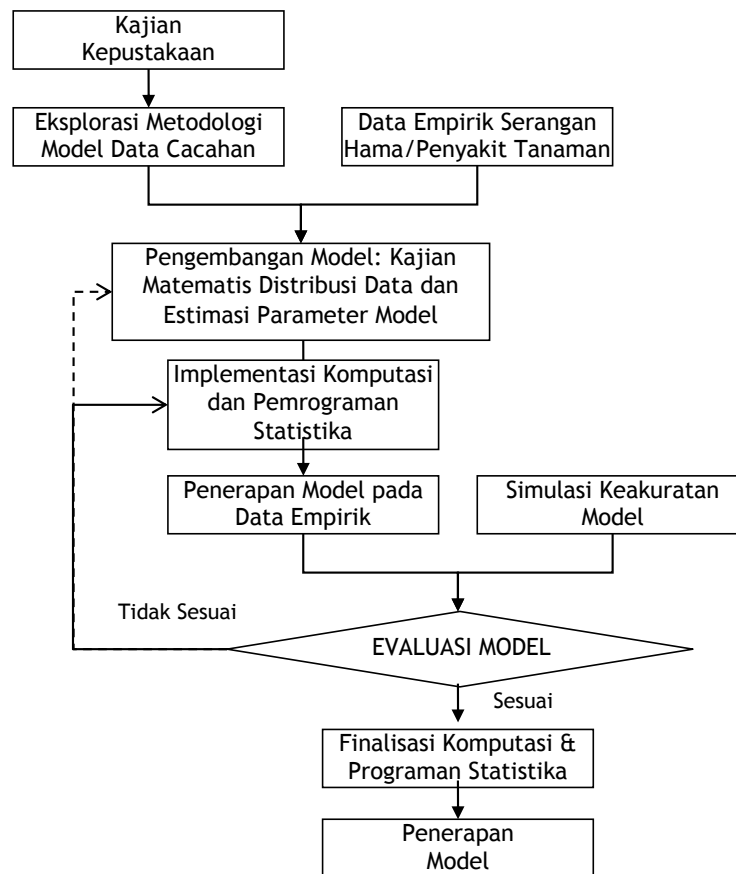 Kajian
Kepustakaan
Eksplorasi Metodologi
Model Data Cacahan
Data Empirik Serangan
Hama/Penyakit Tanaman
Pengembangan Model: Kajian
Matematis Distribusi Data dan
Estimasi Parameter Model
Implementasi Komputasi
dan Pemrograman
Statistika
Penerapan Model pada
Data Empirik
Simulasi Keakuratan
Model
Tidak Sesuai
EVALUASI MODEL
Sesuai
Finalisasi Komputasi &
Programan Statistika
Penerapan
Model